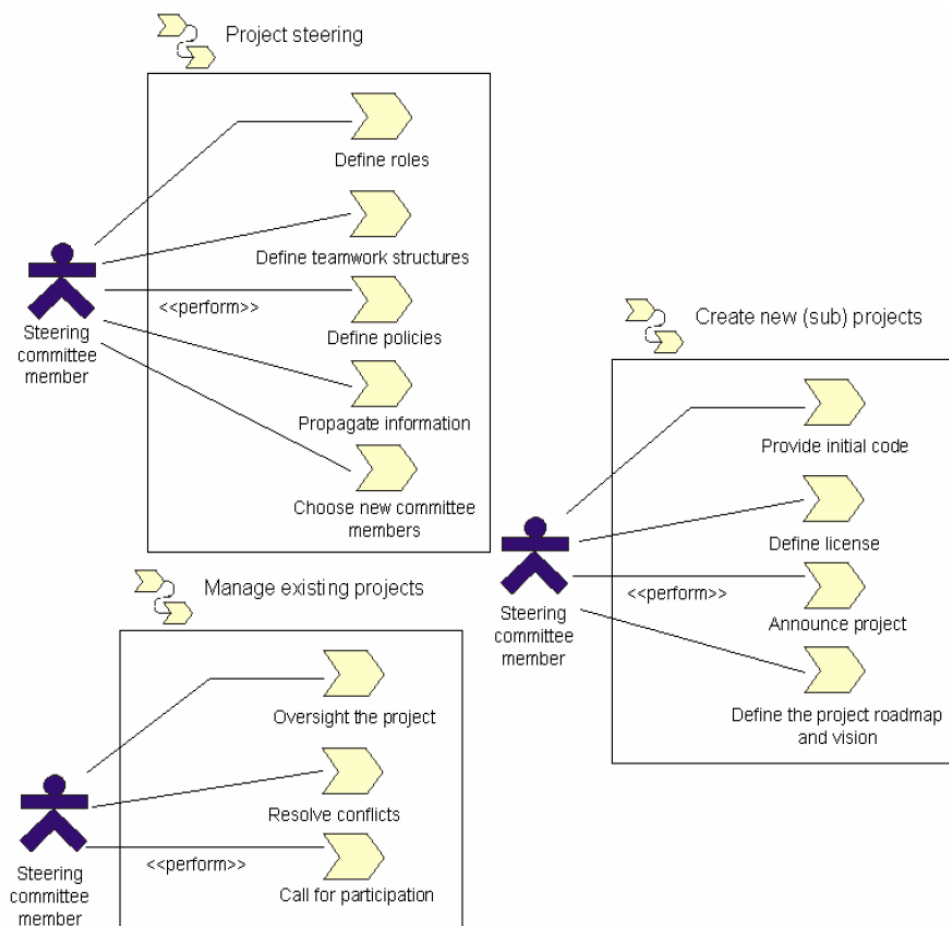 Project steering
Define roles
Define teamwork structures
<<perform>>
Define policies
Steering
committee
member
Propagate information
Choose new committee
members
Create new (sub) projects
Provide initial code
Define license
<<perform>>
Announce project
Steering
committee
member
Define the project roadmap
and vision
Manage existing projects
Oversight the project
Resolve conflicts
<<perform>>
Call for participation
Steering
committee
member